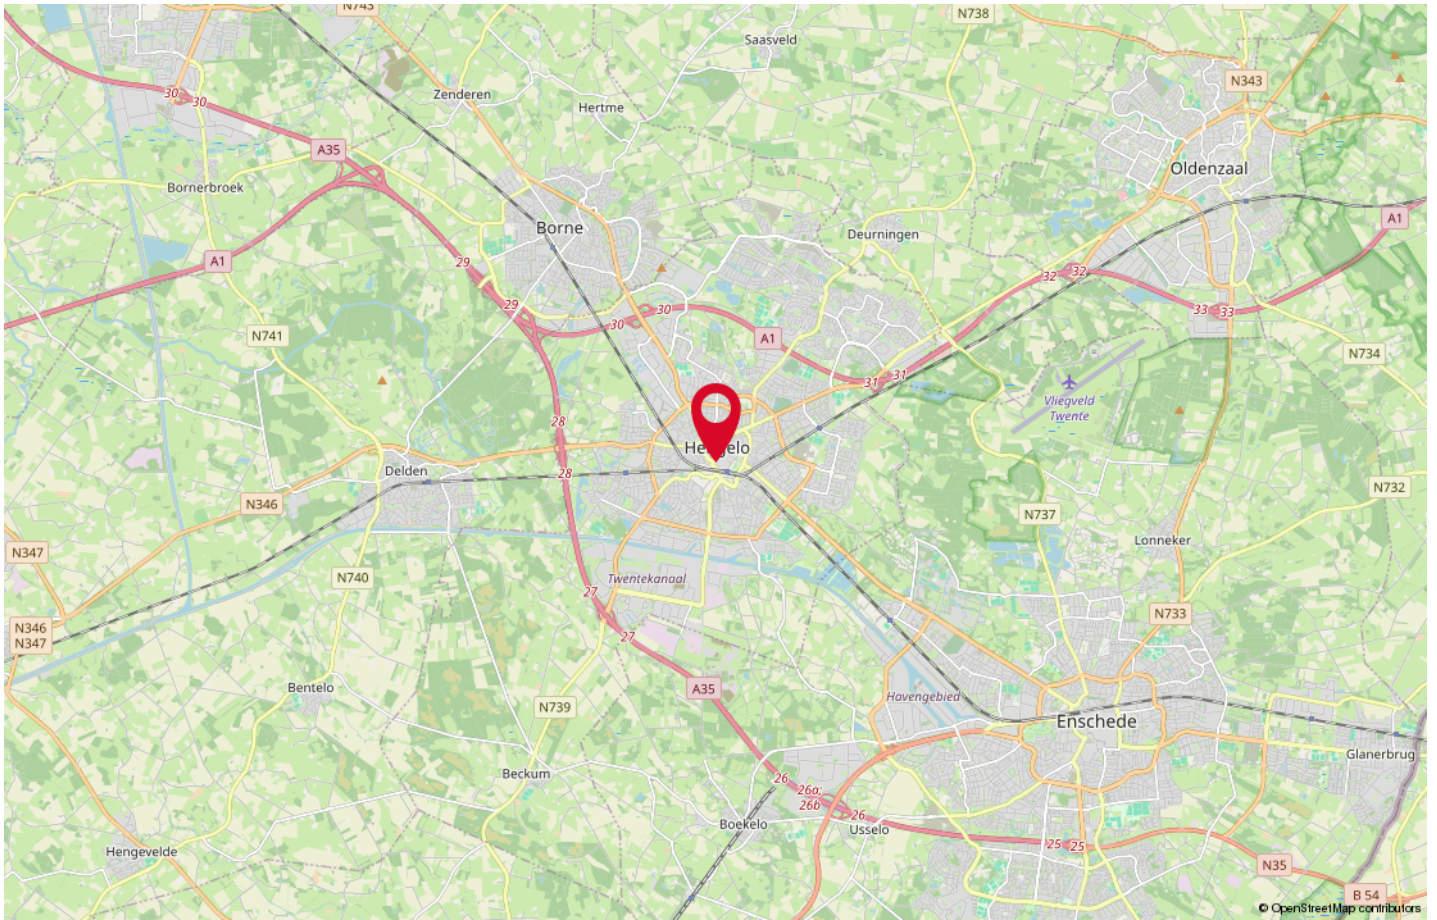 N743
N738
Saasveld
N343
Zenderen
30
30
Hertme
A35
Oldenzaal
Bornerbroek
A1
Borne
Deurningen
A1
29
32
32
29
30
30
33
33
N741
A1
N734
31
31
Vliegveld
Twente
28
Hengelo
Delden
28
N732
N346
N737
N347
Lonneker
N740
Twentekanaal
27
N733
N346
N347
27
Bentelo
A35
Havengebied
N739
Enschede
Glanerbrug
Beckum
26
26a;
26b
26
Boekelo
Usselo
25
25
Hengevelde
N35
B 54
© OpenStreetMap contributors